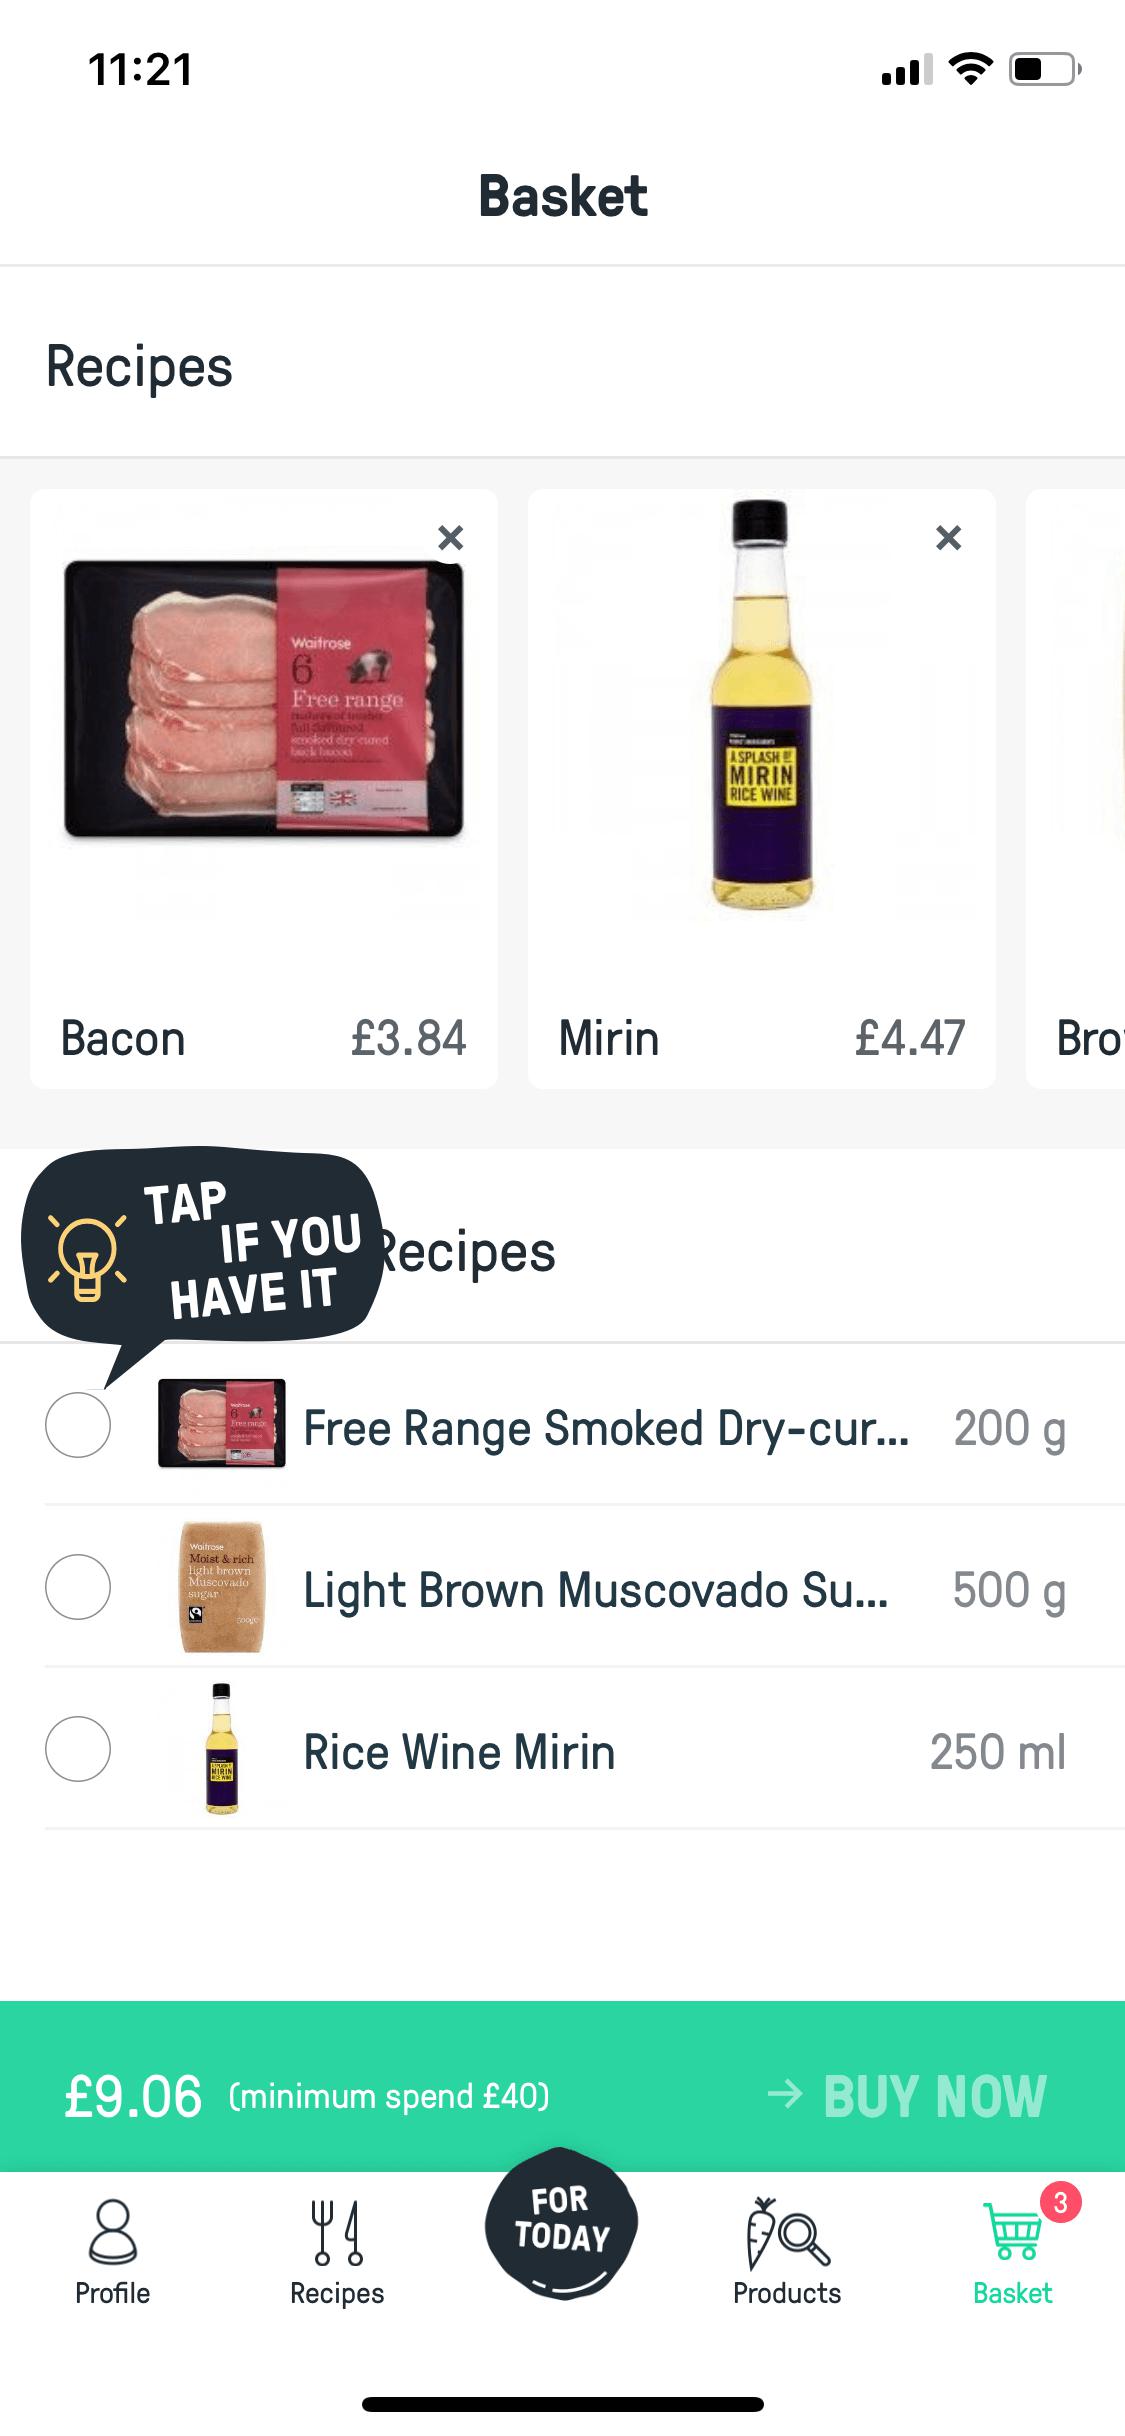 11:21
Basket
Recipes
Waitrose
6
Free range
smoked dry cured
back bacon
A SPLASH OF
MIRIN
RICE WINE
Bacon £3.84
Mirin £4.47
Bro
TAP
IF YOU
HAVE IT
Recipes
Free Range Smoked Dry-cur... 200 g
Waitrose
Moist & rich
light brown
Muscovado
sugar
500g
Light Brown Muscovado Su... 500 g
MIRIN
Rice Wine Mirin 250 ml
£9.06 (minimum spend £40) → BUY NOW
FOR
TODAY
3
Profile Recipes Products Basket